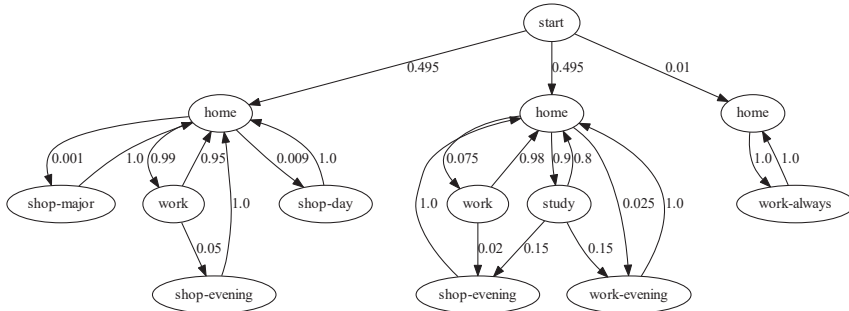 start
0.495 0.495 0.01
home home home
0.001 1.0 0.99 0.95 0.009 1.0 0.075 0.98 0.9 0.8 0.025 1.0 1.0
shop-major work shop-day work study work-always
1.0 1.0 1.0
0.05 0.02 0.15 0.15
shop-evening shop-evening work-evening